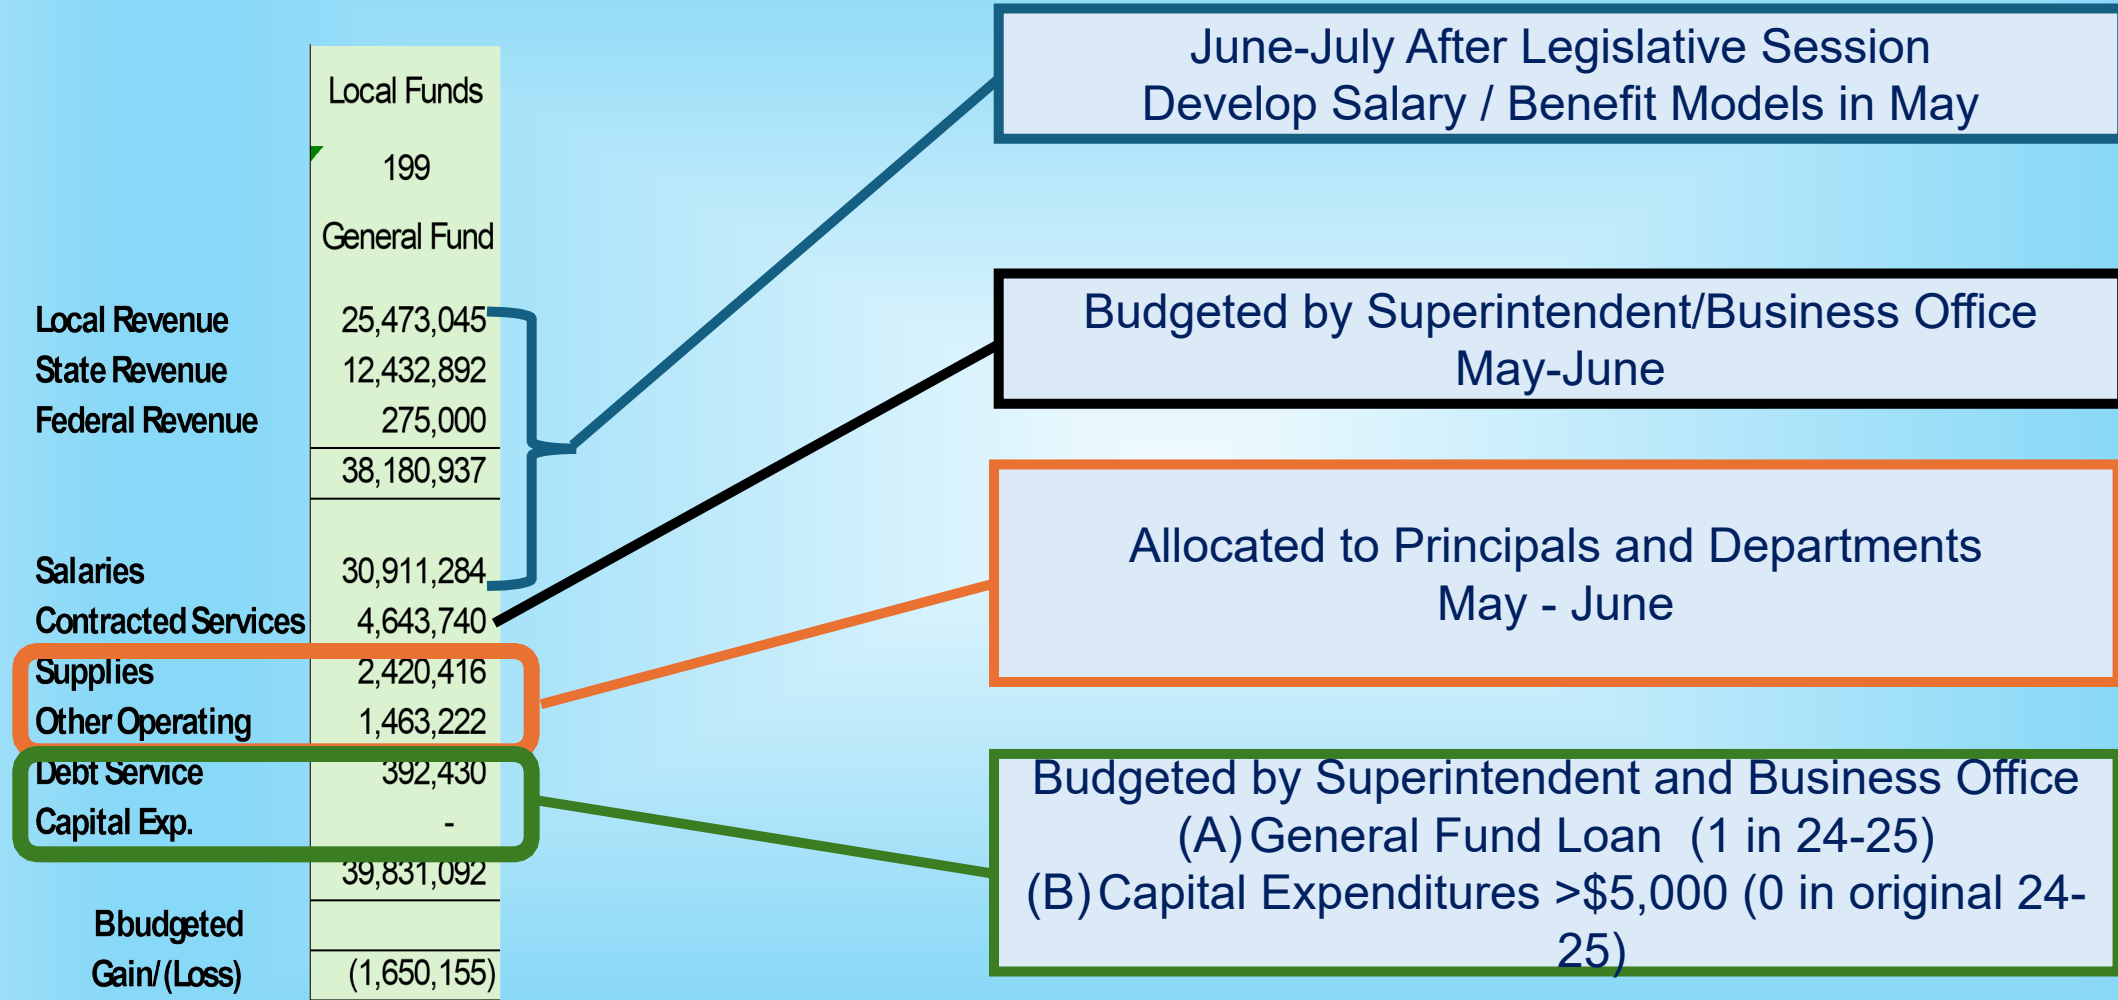 Local Funds
199
General Fund
Local Revenue 25,473,045
State Revenue 12,432,892
Federal Revenue 275,000
38,180,937
Salaries 30,911,284
Contracted Services 4,643,740
Supplies 2,420,416
Other Operating 1,463,222
Debt Service 392,430
Capital Exp. -
39,831,092
Bbudgeted
Gain/(Loss) (1,650,155)
June-July After Legislative Session
Develop Salary / Benefit Models in May
Budgeted by Superintendent/Business Office
May-June
Allocated to Principals and Departments
May - June
Budgeted by Superintendent and Business Office
(A) General Fund Loan (1 in 24-25)
(B) Capital Expenditures >$5,000 (0 in original 24-
25)